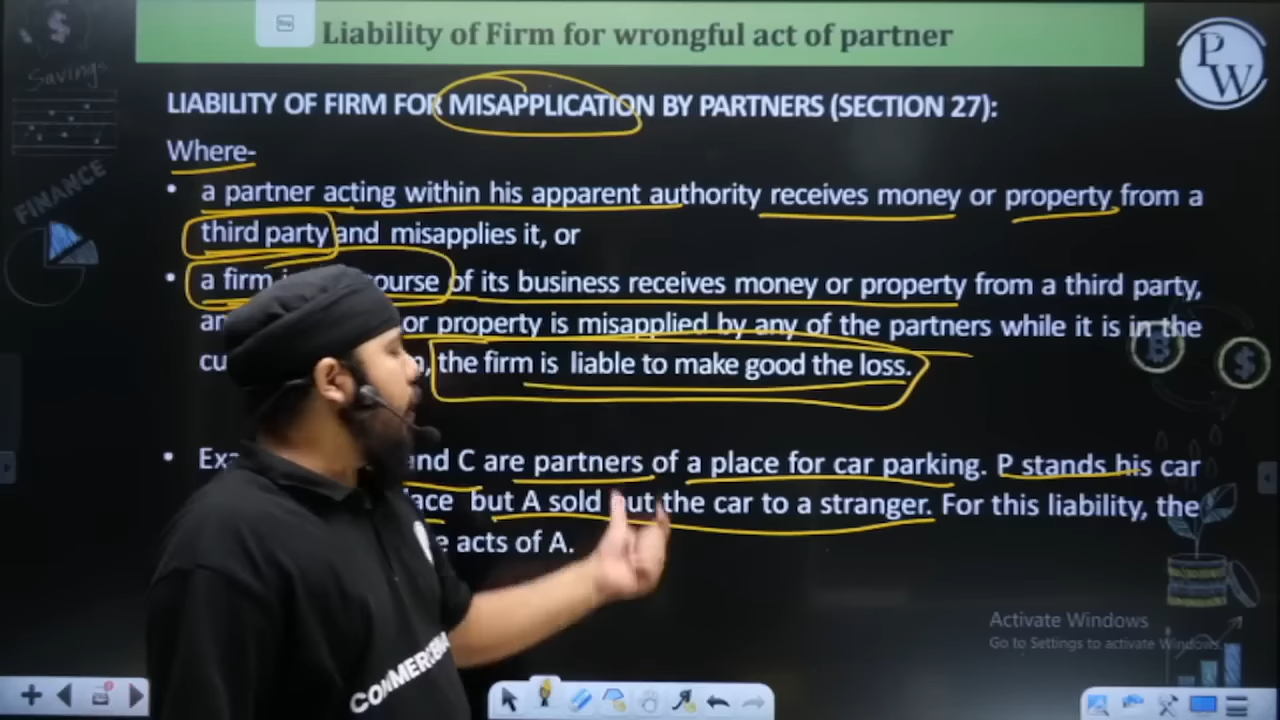 Liability of Firm for wrongful act of partner
P
W
Savings
FINANCE
LIABILITY OF FIRM FOR MISAPPLICATION BY PARTNERS (SECTION 27):
Where-
• a partner acting within his apparent authority receives money or property from a
third party and misapplies it, or
• a firm course of its business receives money or property from a third party,
or property is misapplied by any of the partners while it is in the
the firm is liable to make good the loss.
• and C are partners of a place for car parking. P stands his car
but A sold out the car to a stranger. For this liability, the
acts of A.
Activate Windows
Go to Settings to activate Windows.